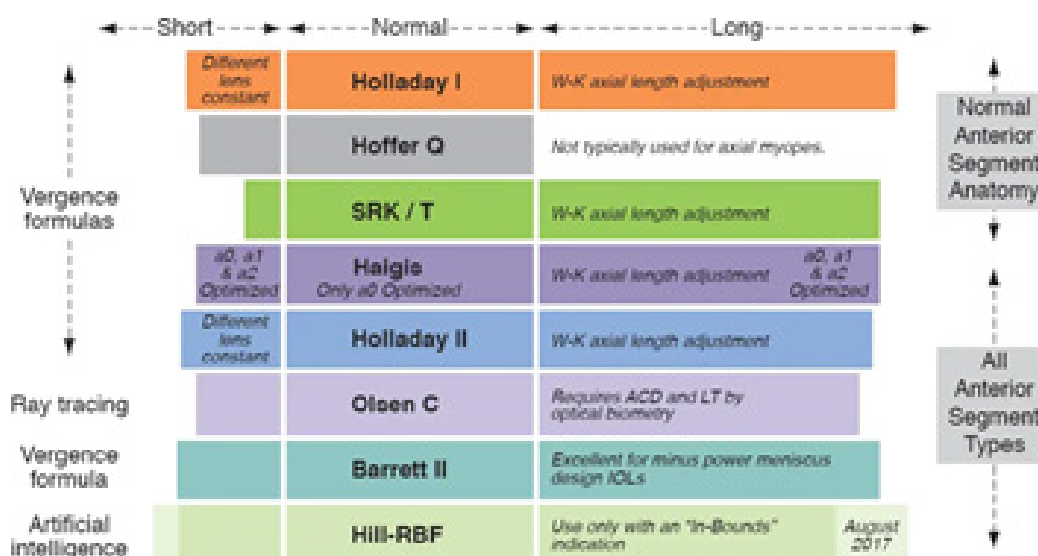 Short
Normal
Long
Different
lens
constant
Holladay I
W-K axial length adjustment
Hoffer Q
Not typically used for axial myopes.
SRK / T
W-K axial length adjustment
a0, a1
& a2
Optimized
Haigis
Only a0 Optimized
W-K axial length adjustment
a0, a1
& a2
Optimized
Different
lens
constant
Holladay II
W-K axial length adjustment
Vergence
formulas
Ray tracing
Olsen C
Requires ACD and LT by
optical biometry
Vergence
formula
Barrett II
Excellent for minus power meniscus
design IOLs
Artificial
intelligence
Hill-RBF
Use only with an "In-Bounds"
indication
August
2017
Normal
Anterior
Segment
Anatomy
All
Anterior
Segment
Types